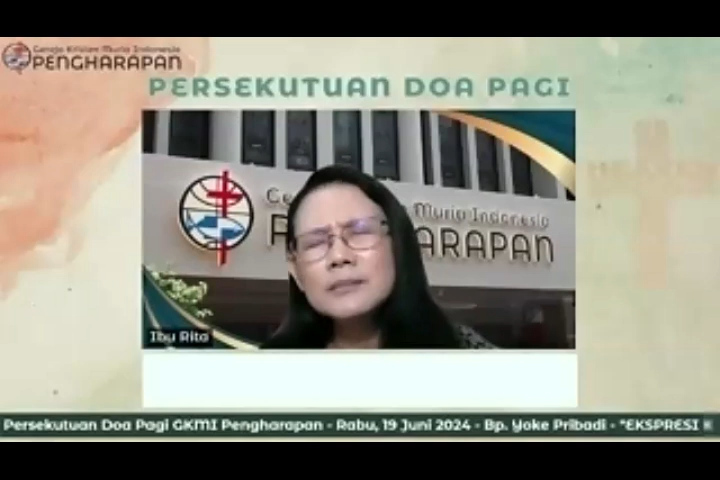 Gereja Kristen Muria Indonesia
PENGHARAPAN
PERSEKUTUAN DOA PAGI
Muria Indonesia
HARAPAN
Ibu Rita
Persekutuan Doa Pagi GKMI Pengharapan - Rabu, 19 Juni 2024 - Bp. Yoke Pribadi - "EKSPRESI